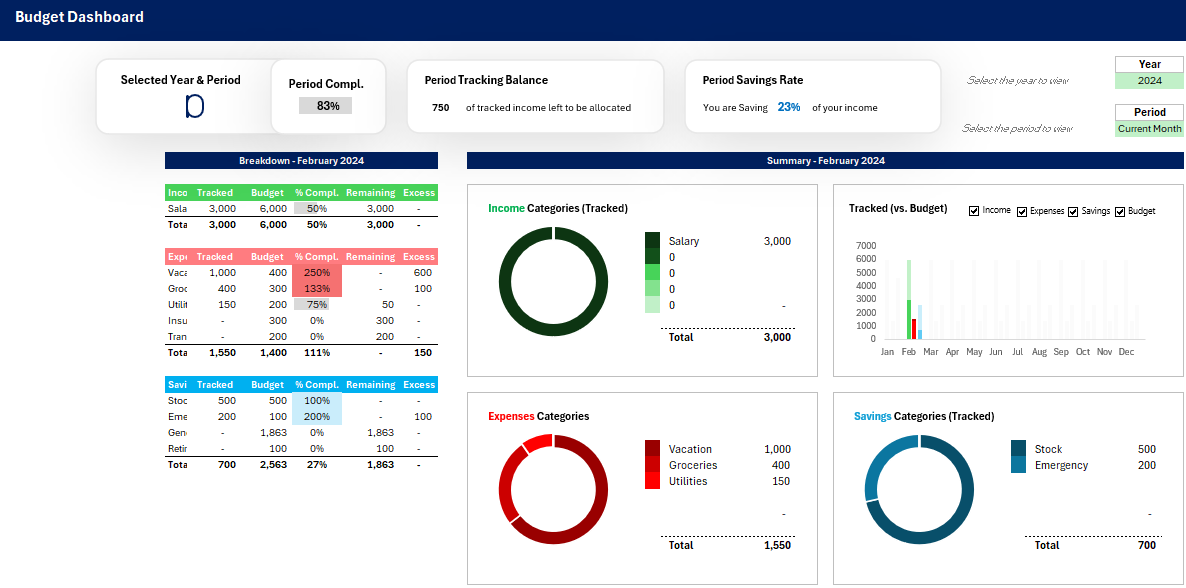 Budget Dashboard
Selected Year & Period
p
Period Compl.
83%
Period Tracking Balance
750 of tracked income left to be allocated
Period Savings Rate
You are Saving 23% of your income
Select the year to view
Year
2024
Select the period to view
Period
Current Month
Breakdown - February 2024
Inco Tracked Budget % Compl. Remaining Excess
Sala 3,000 6,000 50% 3,000 -
Tota 3,000 6,000 50% 3,000 -
Expe Tracked Budget % Compl. Remaining Excess
Vaca 1,000 400 250% - 600
Groc 400 300 133% - 100
Utilit 150 200 75% 50 -
Insu - 300 0% 300 -
Tran - 200 0% 200 -
Tota 1,550 1,400 111% - 150
Savi Tracked Budget % Compl. Remaining Excess
Stoc 500 500 100% - -
Eme 200 100 200% - 100
Gen - 1,863 0% 1,863 -
Retir - 100 0% 100 -
Tota 700 2,563 27% 1,863 -
Summary - February 2024
Income Categories (Tracked)
Salary 3,000
0
0
0
0 -
Total 3,000
Tracked (vs. Budget)
Income Expenses Savings Budget
7000
6000
5000
4000
3000
2000
1000
0
Jan Feb Mar Apr May Jun Jul Aug Sep Oct Nov Dec
Expenses Categories
Vacation 1,000
Groceries 400
Utilities 150
-
Total 1,550
Savings Categories (Tracked)
Stock 500
Emergency 200
-
Total 700